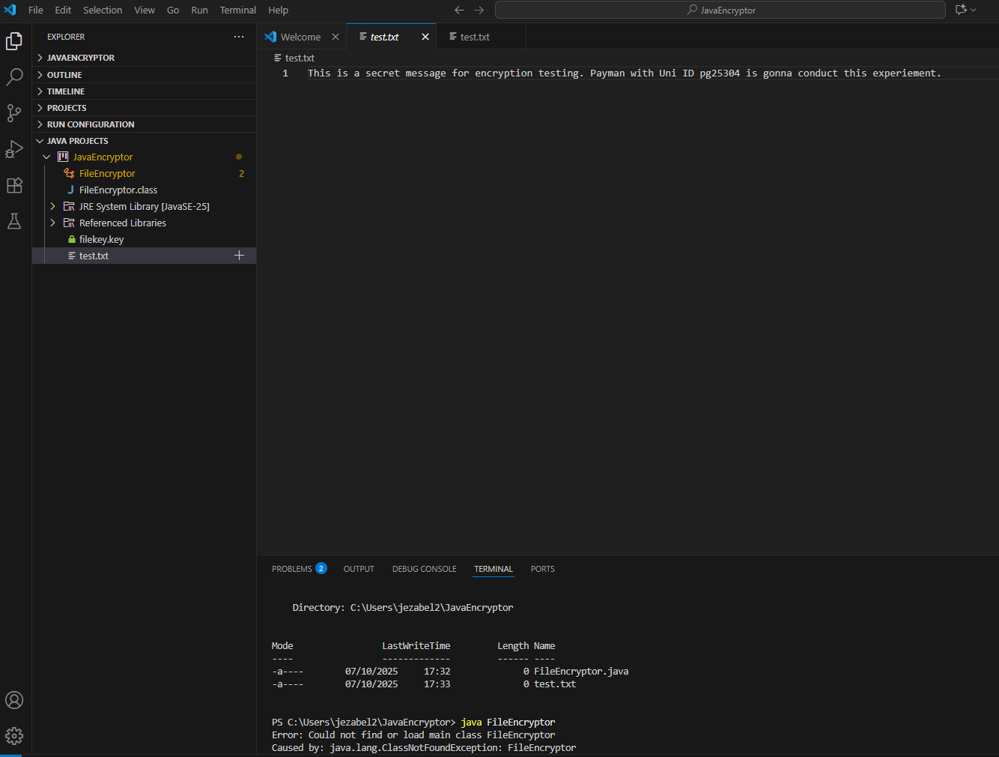 File Edit Selection View Go Run Terminal Help
JavaEncryptor
EXPLORER
JAVAENCRYPTOR
OUTLINE
TIMELINE
PROJECTS
RUN CONFIGURATION
JAVA PROJECTS
JavaEncryptor
FileEncryptor 2
FileEncryptor.class
JRE System Library [JavaSE-25]
Referenced Libraries
filekey.key
test.txt
Welcome test.txt test.txt
test.txt
1 This is a secret message for encryption testing. Payman with Uni ID pg25304 is gonna conduct this experiement.
PROBLEMS 2 OUTPUT DEBUG CONSOLE TERMINAL PORTS
Directory: C:\Users\jezabel2\JavaEncryptor
Mode LastWriteTime Length Name
---- ------------- ------ ----
-a---- 07/10/2025 17:32 0 FileEncryptor.java
-a---- 07/10/2025 17:33 0 test.txt
PS C:\Users\jezabel2\JavaEncryptor> java FileEncryptor
Error: Could not find or load main class FileEncryptor
Caused by: java.lang.ClassNotFoundException: FileEncryptor